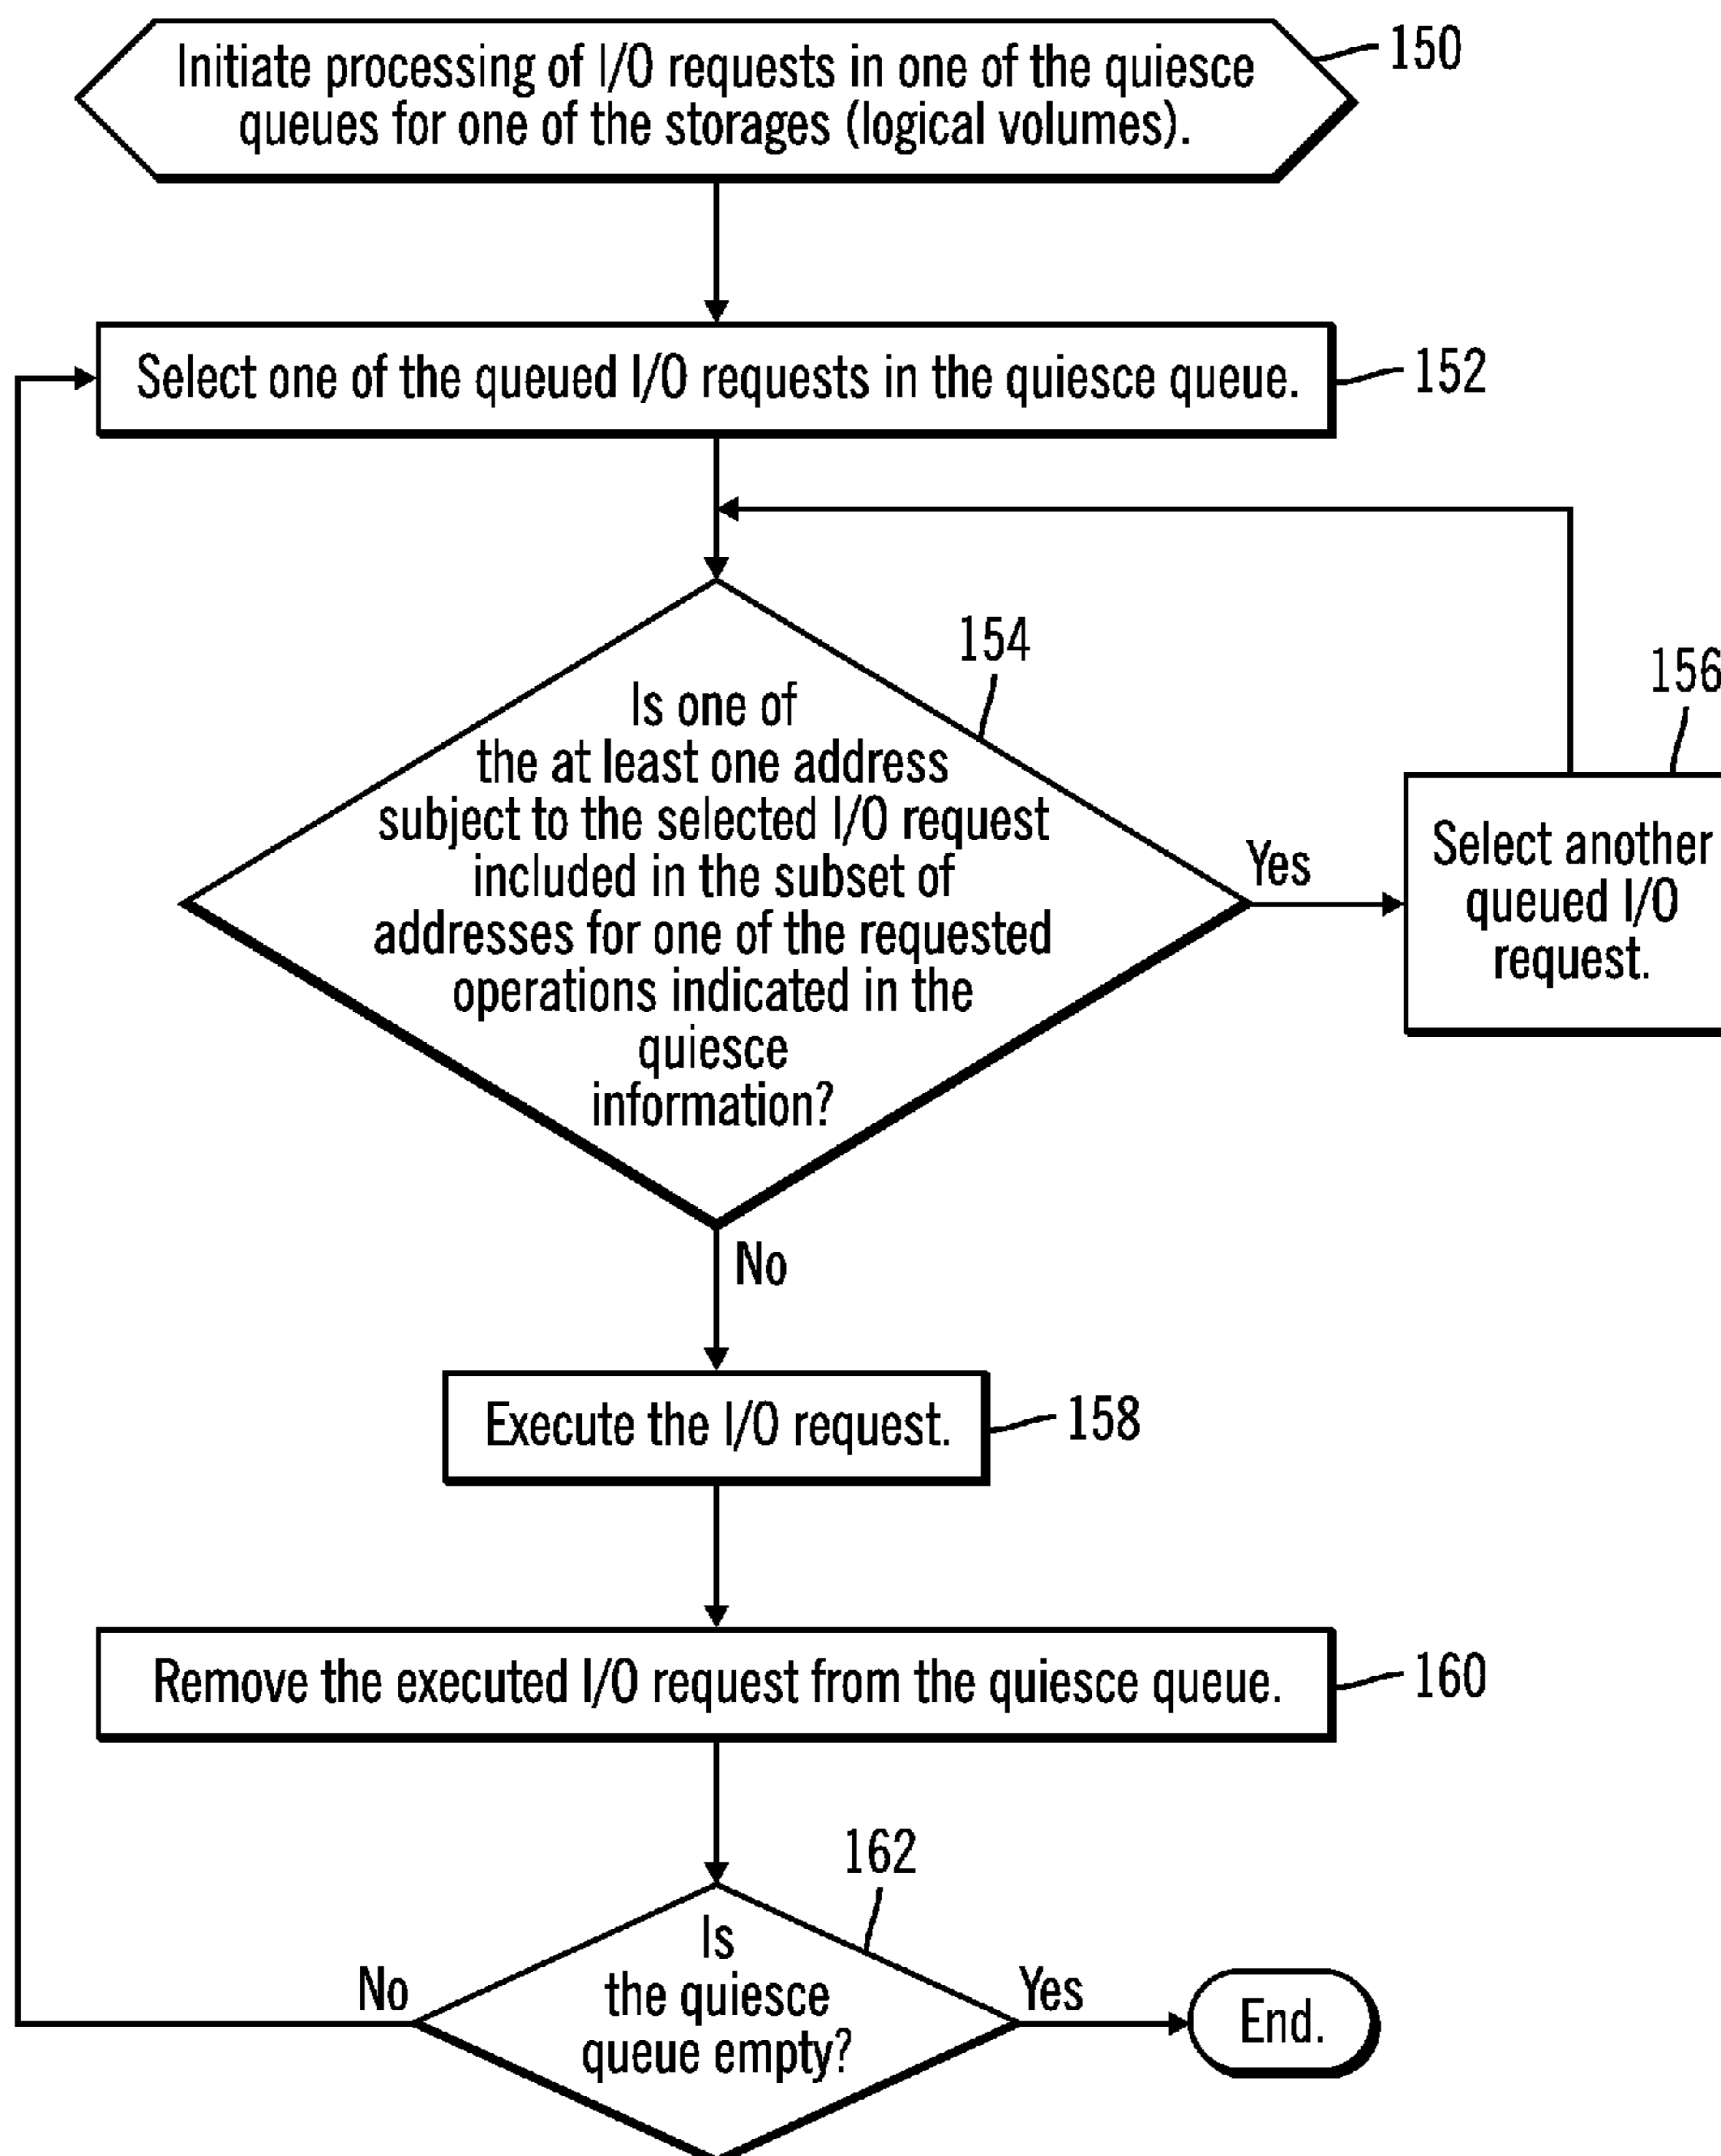 Initiate processing of I/O requests in one of the quiesce
queues for one of the storages (logical volumes).
150
Select one of the queued I/O requests in the quiesce queue.
152
154
Is one of
the at least one address
subject to the selected I/O request
included in the subset of
addresses for one of the requested
operations indicated in the
quiesce
information?
Yes
156
Select another
queued I/O
request.
No
Execute the I/O request.
158
Remove the executed I/O request from the quiesce queue.
160
162
Is
the quiesce
queue empty?
No
Yes
End.